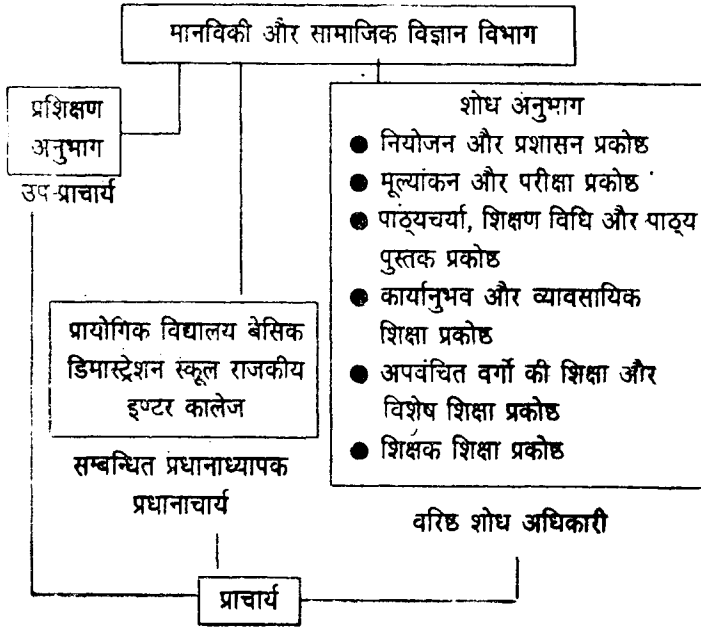 मानविकी और सामाजिक विज्ञान विभाग
प्रशिक्षण
अनुभाग
उप-प्राचार्य
शोध अनुभाग
● नियोजन और प्रशासन प्रकोष्ठ
● मूल्यांकन और परीक्षा प्रकोष्ठ
● पाठ्यचर्या, शिक्षण विधि और पाठ्य
पुस्तक प्रकोष्ठ
● कार्यानुभव और व्यावसायिक
शिक्षा प्रकोष्ठ
● अपवंचित वर्गो की शिक्षा और
विशेष शिक्षा प्रकोष्ठ
● शिक्षक शिक्षा प्रकोष्ठ
वरिष्ठ शोध अधिकारी
प्रायोगिक विद्यालय बेसिक
डिमास्ट्रेशन स्कूल राजकीय
इण्टर कालेज
सम्बन्धित प्रधानाध्यापक
प्रधानाचार्य
प्राचार्य